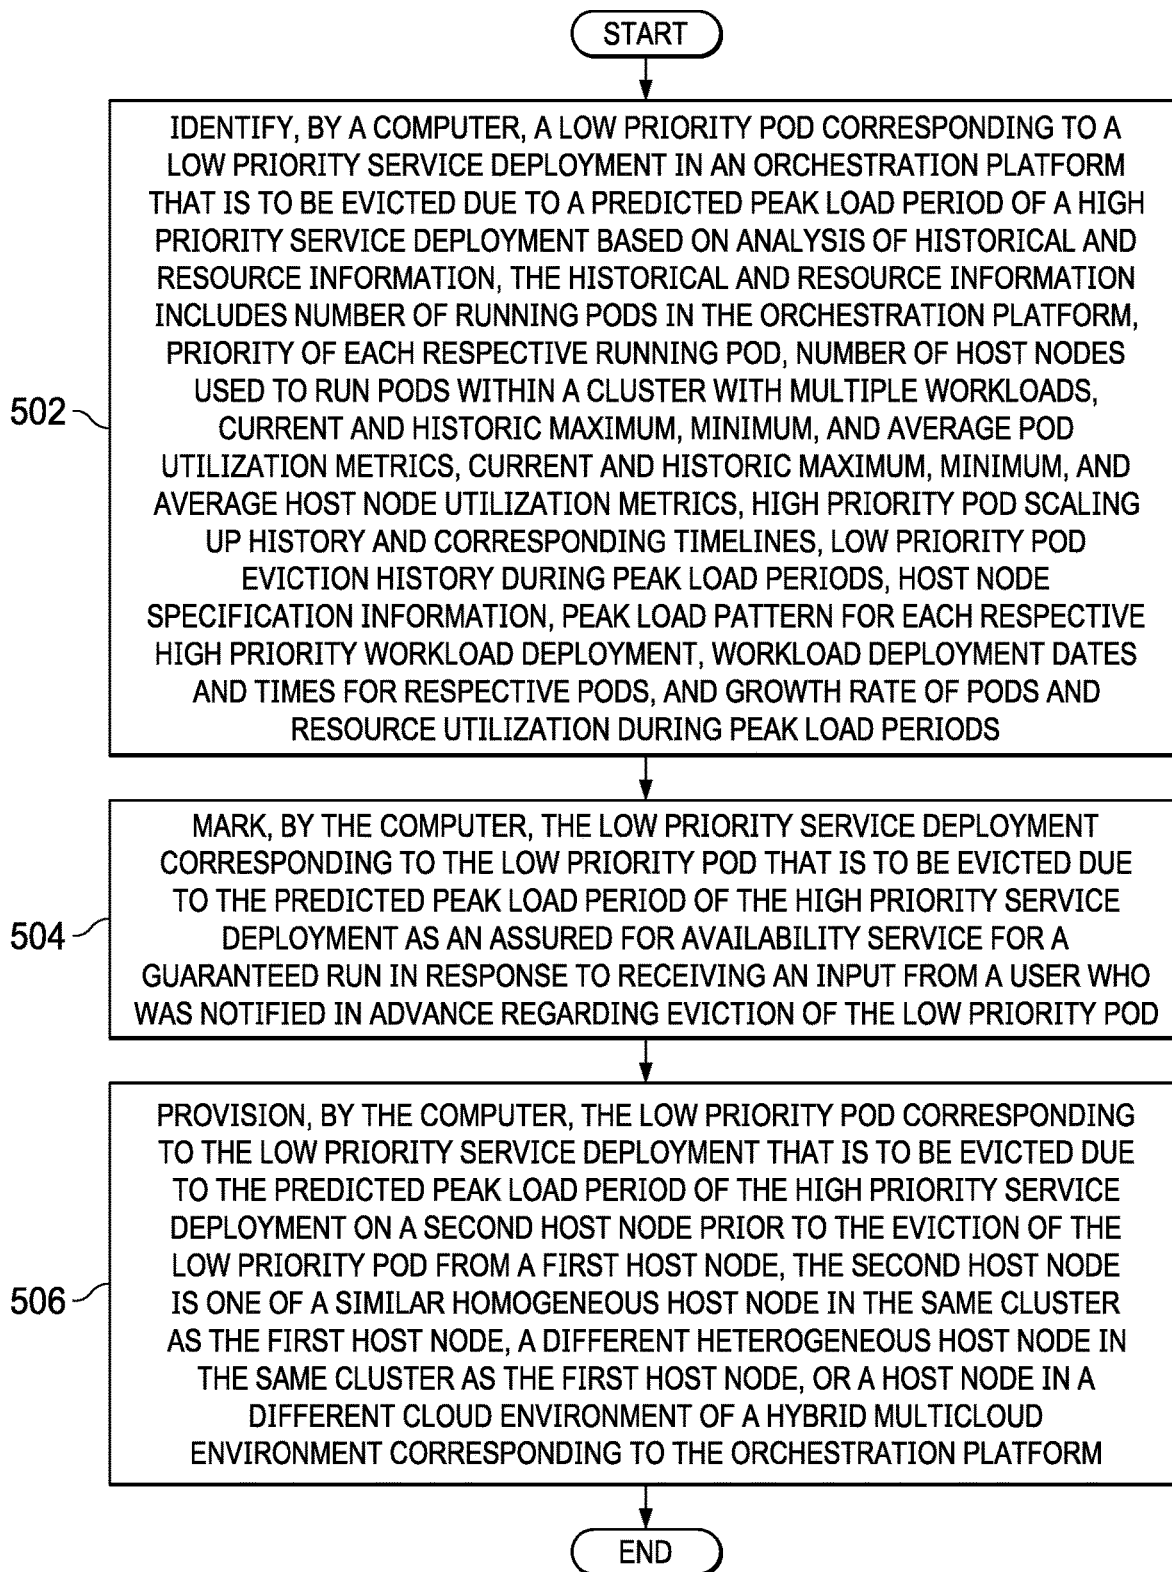 START
IDENTIFY, BY A COMPUTER, A LOW PRIORITY POD CORRESPONDING TO A
LOW PRIORITY SERVICE DEPLOYMENT IN AN ORCHESTRATION PLATFORM
THAT IS TO BE EVICTED DUE TO A PREDICTED PEAK LOAD PERIOD OF A HIGH
PRIORITY SERVICE DEPLOYMENT BASED ON ANALYSIS OF HISTORICAL AND
RESOURCE INFORMATION, THE HISTORICAL AND RESOURCE INFORMATION
INCLUDES NUMBER OF RUNNING PODS IN THE ORCHESTRATION PLATFORM,
PRIORITY OF EACH RESPECTIVE RUNNING POD, NUMBER OF HOST NODES
USED TO RUN PODS WITHIN A CLUSTER WITH MULTIPLE WORKLOADS,
CURRENT AND HISTORIC MAXIMUM, MINIMUM, AND AVERAGE POD
UTILIZATION METRICS, CURRENT AND HISTORIC MAXIMUM, MINIMUM, AND
AVERAGE HOST NODE UTILIZATION METRICS, HIGH PRIORITY POD SCALING
UP HISTORY AND CORRESPONDING TIMELINES, LOW PRIORITY POD
EVICTION HISTORY DURING PEAK LOAD PERIODS, HOST NODE
SPECIFICATION INFORMATION, PEAK LOAD PATTERN FOR EACH RESPECTIVE
HIGH PRIORITY WORKLOAD DEPLOYMENT, WORKLOAD DEPLOYMENT DATES
AND TIMES FOR RESPECTIVE PODS, AND GROWTH RATE OF PODS AND
RESOURCE UTILIZATION DURING PEAK LOAD PERIODS
502
MARK, BY THE COMPUTER, THE LOW PRIORITY SERVICE DEPLOYMENT
CORRESPONDING TO THE LOW PRIORITY POD THAT IS TO BE EVICTED DUE
TO THE PREDICTED PEAK LOAD PERIOD OF THE HIGH PRIORITY SERVICE
DEPLOYMENT AS AN ASSURED FOR AVAILABILITY SERVICE FOR A
GUARANTEED RUN IN RESPONSE TO RECEIVING AN INPUT FROM A USER WHO
WAS NOTIFIED IN ADVANCE REGARDING EVICTION OF THE LOW PRIORITY POD
504
PROVISION, BY THE COMPUTER, THE LOW PRIORITY POD CORRESPONDING
TO THE LOW PRIORITY SERVICE DEPLOYMENT THAT IS TO BE EVICTED DUE
TO THE PREDICTED PEAK LOAD PERIOD OF THE HIGH PRIORITY SERVICE
DEPLOYMENT ON A SECOND HOST NODE PRIOR TO THE EVICTION OF THE
LOW PRIORITY POD FROM A FIRST HOST NODE, THE SECOND HOST NODE
IS ONE OF A SIMILAR HOMOGENEOUS HOST NODE IN THE SAME CLUSTER
AS THE FIRST HOST NODE, A DIFFERENT HETEROGENEOUS HOST NODE IN
THE SAME CLUSTER AS THE FIRST HOST NODE, OR A HOST NODE IN A
DIFFERENT CLOUD ENVIRONMENT OF A HYBRID MULTICLOUD
ENVIRONMENT CORRESPONDING TO THE ORCHESTRATION PLATFORM
506
END